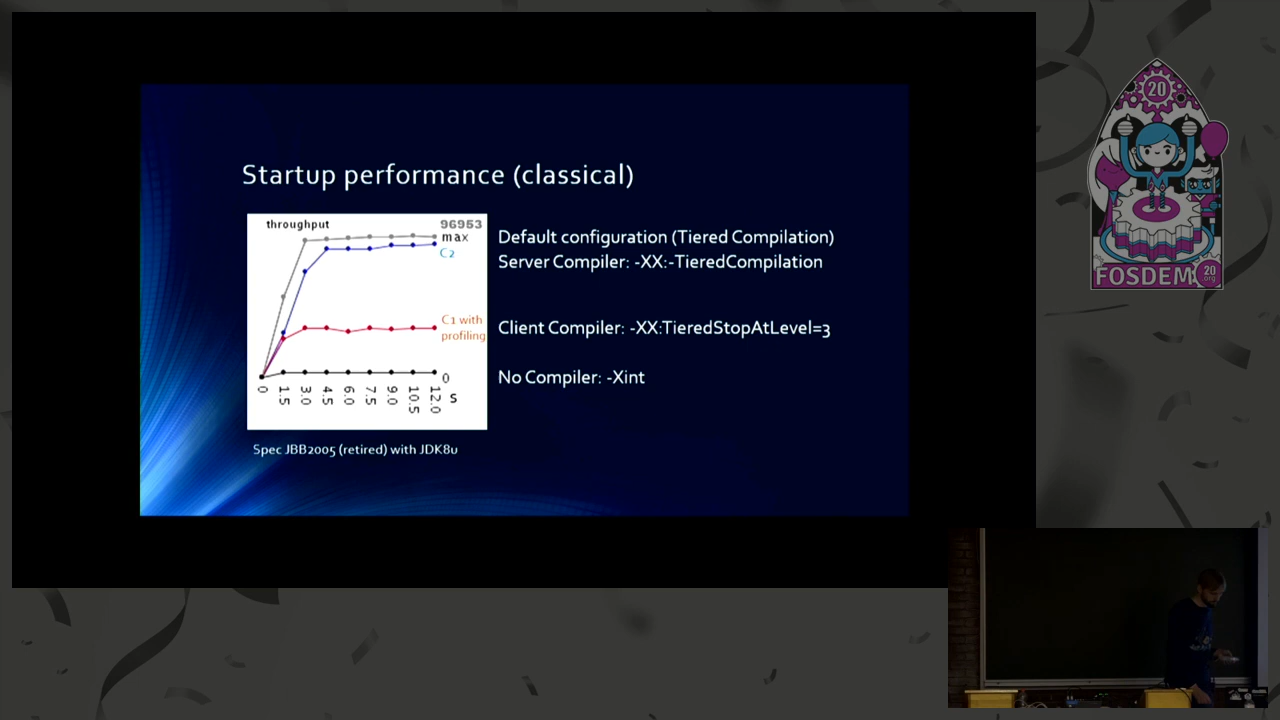 Startup performance (classical)
throughput
96953
max
C2
C1 with
profiling
0
0
1.5
3.0
4.5
6.0
7.5
9.0
10.5
12.0
s
Spec JBB2005 (retired) with JDK8u
Default configuration (Tiered Compilation)
Server Compiler: -XX:-TieredCompilation
Client Compiler: -XX:TieredStopAtLevel=3
No Compiler: -Xint
20
FOSDEM
20
.org